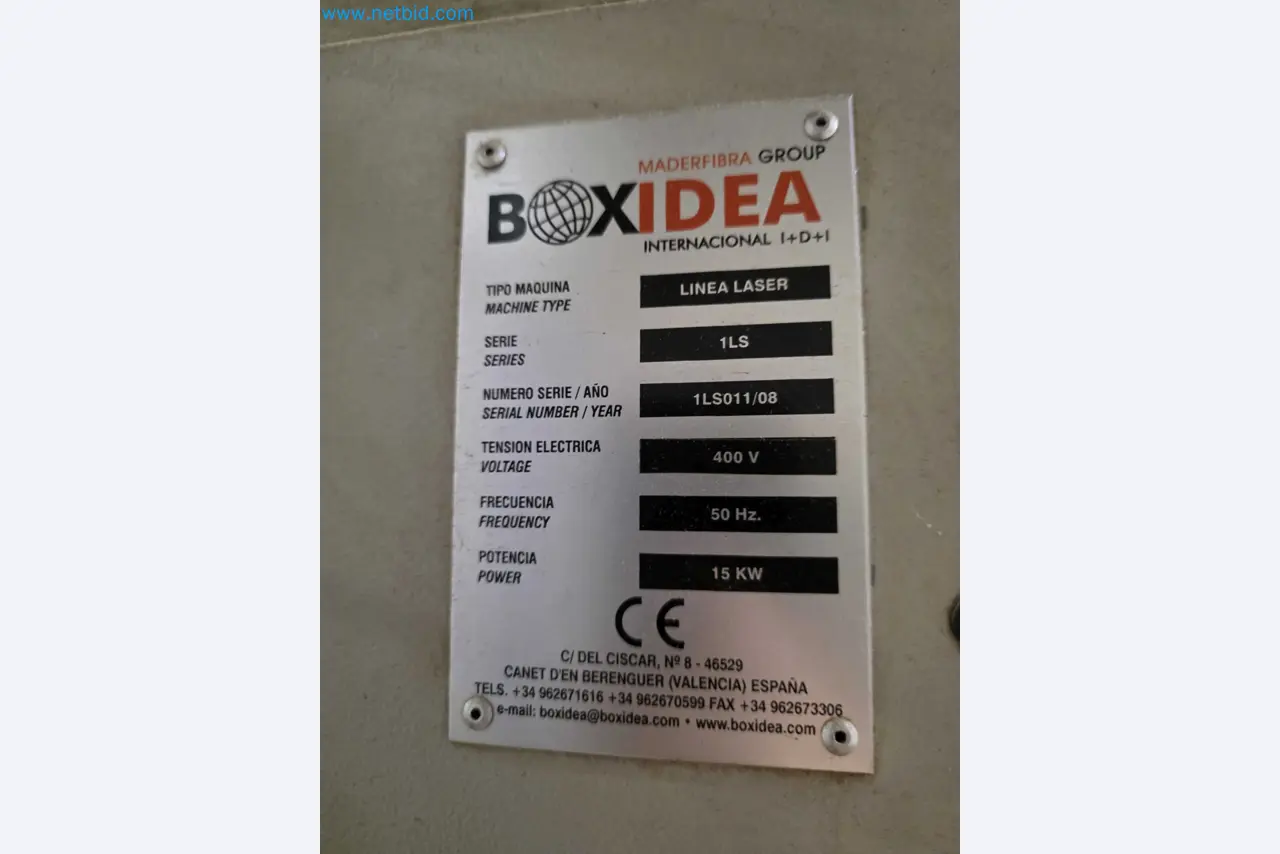 www.netbid.com
MADERFIBRA GROUP
BOXIDEA
INTERNACIONAL I+D+I
TIPO MAQUINA
MACHINE TYPE
LINEA LASER
SERIE
SERIES
1LS
NUMERO SERIE / AÑO
SERIAL NUMBER / YEAR
1LS011/08
TENSION ELECTRICA
VOLTAGE
400 V
FRECUENCIA
FREQUENCY
50 Hz.
POTENCIA
POWER
15 KW
CE
C/ DEL CISCAR, Nº 8 - 46529
CANET D'EN BERENGUER (VALENCIA) ESPAÑA
TELS. +34 962671616 +34 962670599 FAX +34 962673306
e-mail: boxidea@boxidea.com • www.boxidea.com